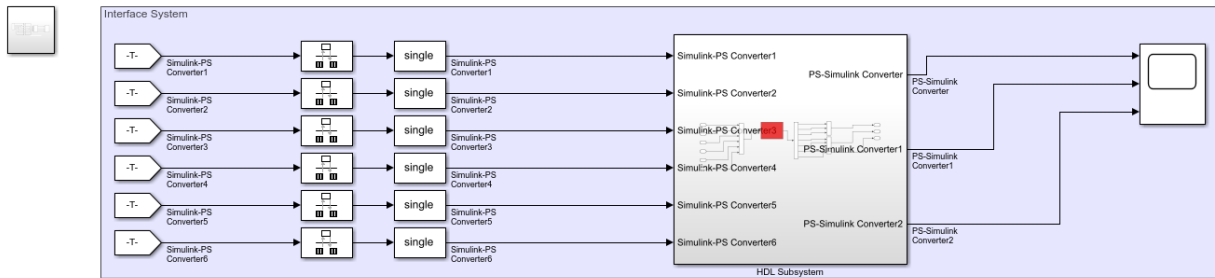 Interface System
-T-
Simulink-PS
Converter1
single
Simulink-PS
Converter1
Simulink-PS Converter1
PS-Simulink Converter
PS-Simulink
Converter
-T-
Simulink-PS
Converter2
single
Simulink-PS
Converter2
Simulink-PS Converter2
-T-
Simulink-PS
Converter3
single
Simulink-PS
Converter3
Simulink-PS Converter3
PS-Simulink Converter1
PS-Simulink
Converter1
-T-
Simulink-PS
Converter4
single
Simulink-PS
Converter4
Simulink-PS Converter4
-T-
Simulink-PS
Converter5
single
Simulink-PS
Converter5
Simulink-PS Converter5
PS-Simulink Converter2
PS-Simulink
Converter2
-T-
Simulink-PS
Converter6
single
Simulink-PS
Converter6
Simulink-PS Converter6
HDL Subsystem